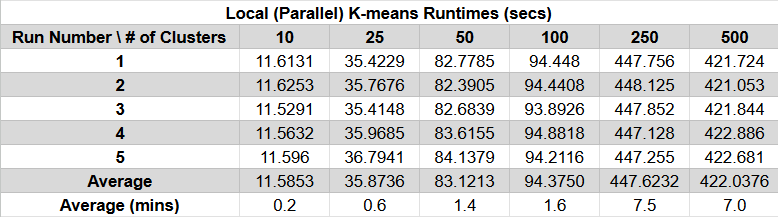 Local (Parallel) K-means Runtimes (secs)
Run Number \ # of Clusters 10 25 50 100 250 500
1 11.6131 35.4229 82.7785 94.448 447.756 421.724
2 11.6253 35.7676 82.3905 94.4408 448.125 421.053
3 11.5291 35.4148 82.6839 93.8926 447.852 421.844
4 11.5632 35.9685 83.6155 94.8818 447.128 422.886
5 11.596 36.7941 84.1379 94.2116 447.255 422.681
Average 11.5853 35.8736 83.1213 94.3750 447.6232 422.0376
Average (mins) 0.2 0.6 1.4 1.6 7.5 7.0